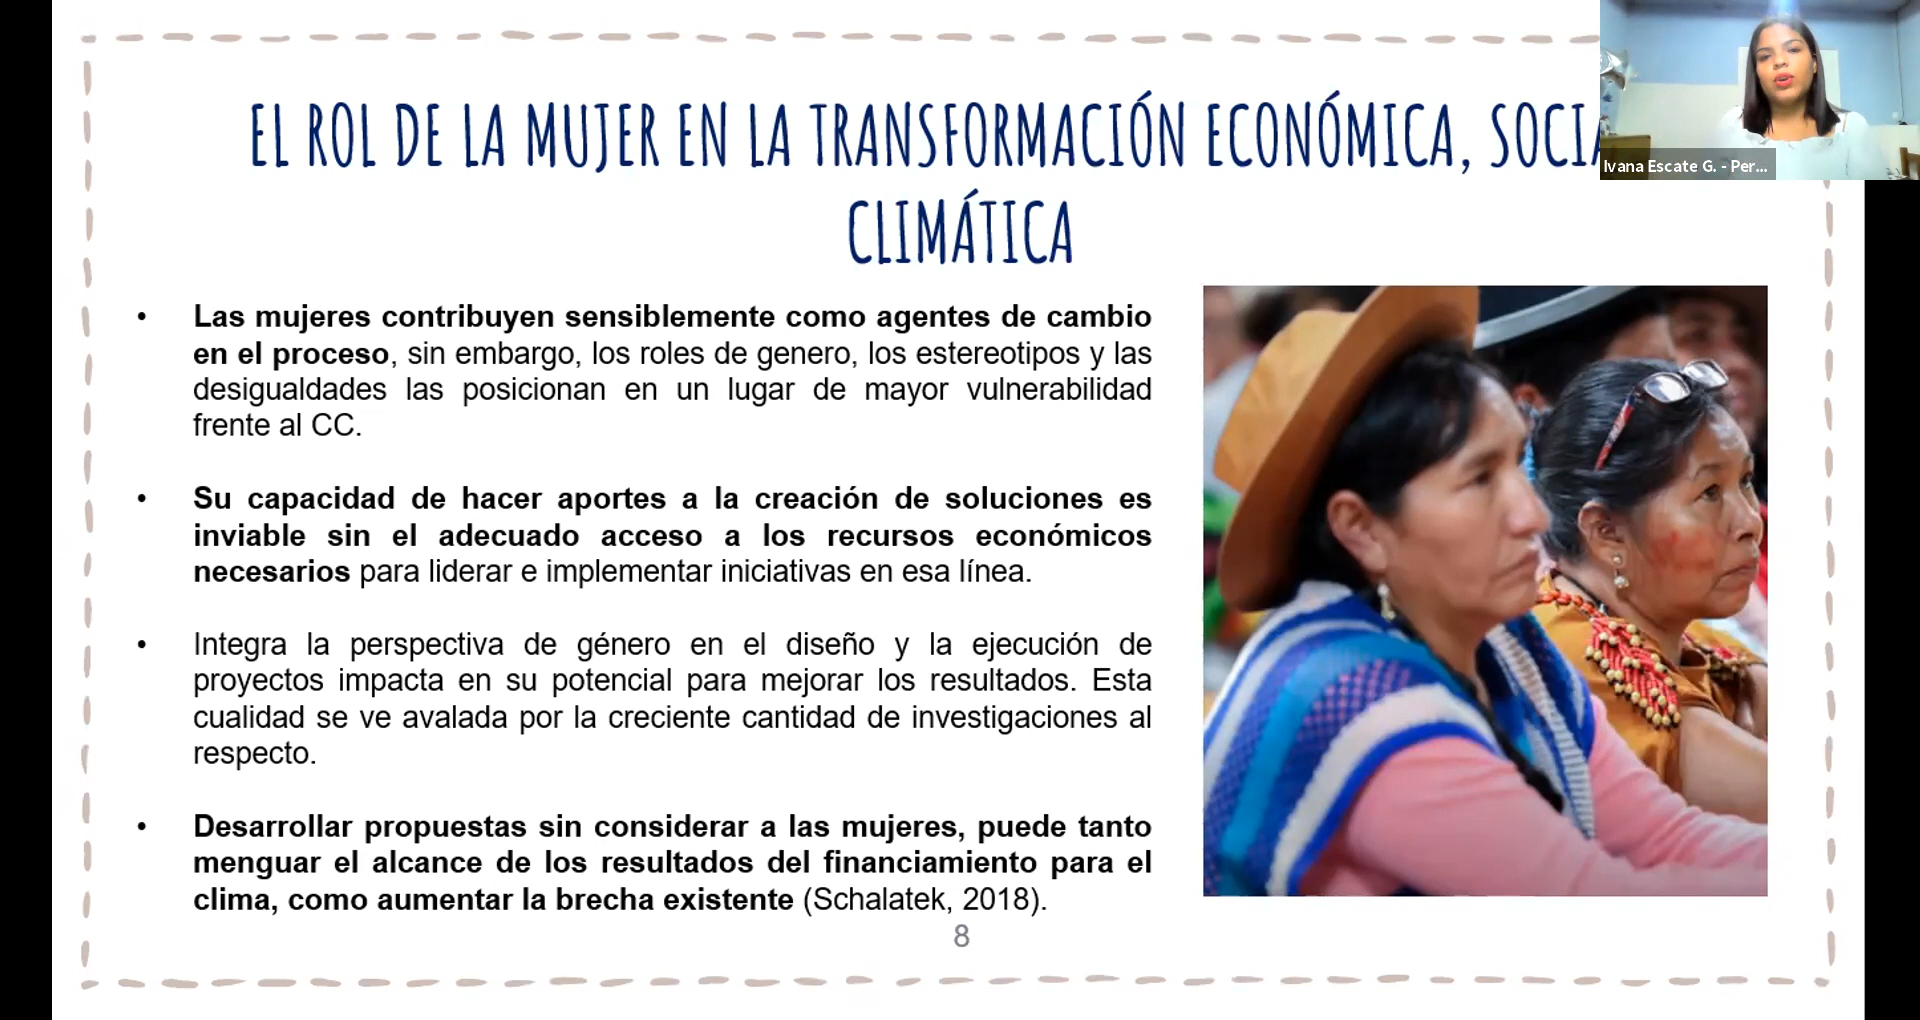 EL ROL DE LA MUJER EN LA TRANSFORMACIÓN ECONÓMICA,
CLIMÁTICA
Ivana Escate G. - Per...
• Las mujeres contribuyen sensiblemente como agentes de cambio
en el proceso, sin embargo, los roles de genero, los estereotipos y las
desigualdades las posicionan en un lugar de mayor vulnerabilidad
frente al CC.
• Su capacidad de hacer aportes a la creación de soluciones es
inviable sin el adecuado acceso a los recursos económicos
necesarios para liderar e implementar iniciativas en esa línea.
• Integra la perspectiva de género en el diseño y la ejecución de
proyectos impacta en su potencial para mejorar los resultados. Esta
cualidad se ve avalada por la creciente cantidad de investigaciones al
respecto.
• Desarrollar propuestas sin considerar a las mujeres, puede tanto
menguar el alcance de los resultados del financiamiento para el
clima, como aumentar la brecha existente (Schalatek, 2018).
8